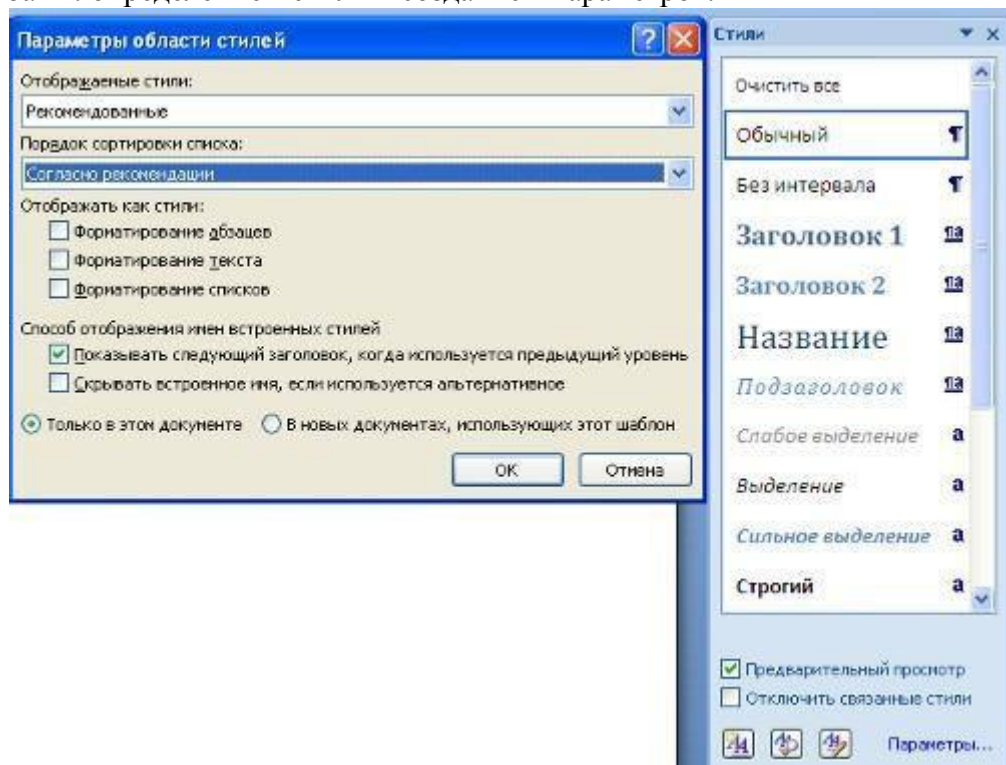 Параметры области стилей
Отображаемые стили:
Рекомендованные
Порядок сортировки списка:
Согласно рекомендации
Отображать как стили:
Форматирование абзацев
Форматирование текста
Форматирование списков
Способ отображения имен встроенных стилей
Показывать следующий заголовок, когда используется предыдущий уровень
Скрывать встроенное имя, если используется альтернативное
Только в этом документе В новых документах, использующих этот шаблон
ОК Отмена
Стили
Очистить все
Обычный ¶
Без интервала ¶
Заголовок 1 ¶a
Заголовок 2 ¶a
Название ¶a
Подзаголовок ¶a
Слабое выделение a
Выделение a
Сильное выделение a
Строгий a
Предварительный просмотр
Отключить связанные стили
Параметры...